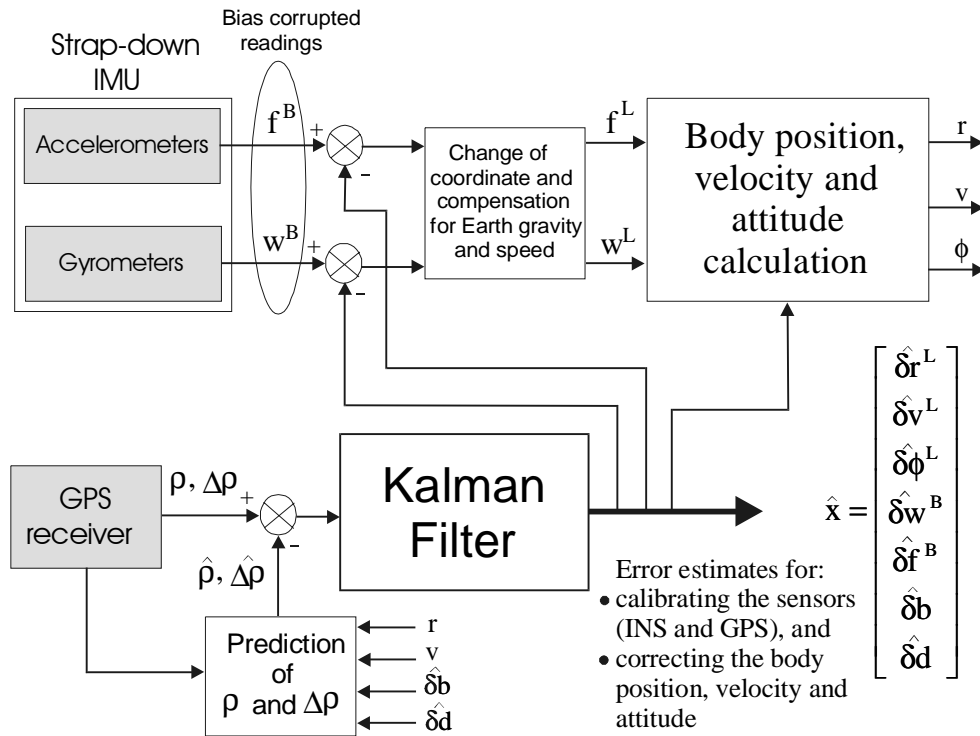 Bias corrupted
readings
Strap-down
IMU
Accelerometers
f^B
+
-
Gyrometers
w^B
+
-
Change of
coordinate and
compensation
for Earth gravity
and speed
f^L
w^L
Body position,
velocity and
attitude
calculation
r
v
ϕ
GPS
receiver
ρ, Δρ
+
-
ρ̂, Δρ̂
Kalman
Filter
Prediction
of
ρ and Δρ
r
v
δ̂b
δ̂d
Error estimates for:
• calibrating the sensors
(INS and GPS), and
• correcting the body
position, velocity and
attitude
x̂ =
δ̂r^L
δ̂v^L
δ̂ϕ^L
δ̂w^B
δ̂f^B
δ̂b
δ̂d